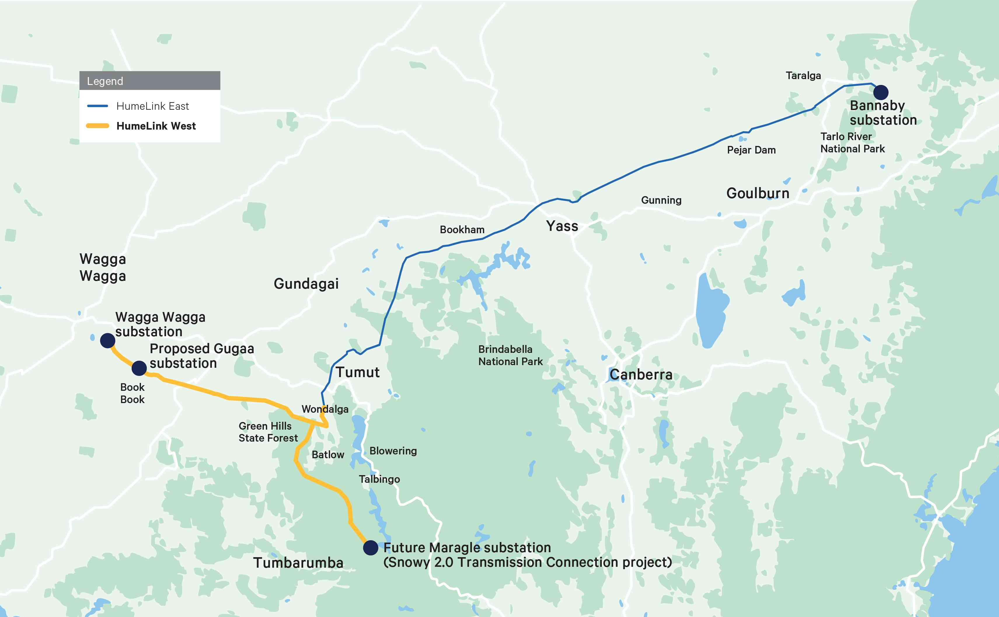 Legend
HumeLink East
HumeLink West
Taralga
Bannaby
substation
Tarlo River
National Park
Pejar Dam
Goulburn
Gunning
Yass
Bookham
Wagga
Wagga
Gundagai
Wagga Wagga
substation
Proposed Gugaa
substation
Brindabella
National Park
Tumut
Canberra
Book
Book
Wondalga
Green Hills
State Forest
Batlow
Blowering
Talbingo
Future Maragle substation
(Snowy 2.0 Transmission Connection project)
Tumbarumba